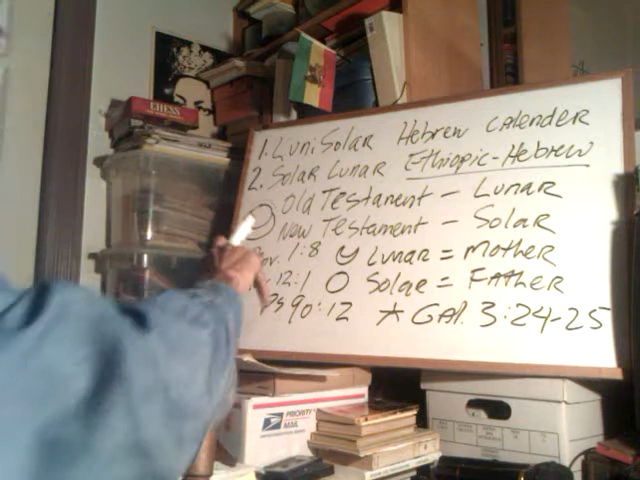 CHESS
1. LuniSolar Hebrew Calender
2. Solar Lunar Ethiopic-Hebrew
Old Testament - Lunar
New Testament - Solar
1:8 Lunar = Mother
12:1 Solar = Father
Ps 90:12 * GAl. 3:24-25
PRIORITY
MAIL